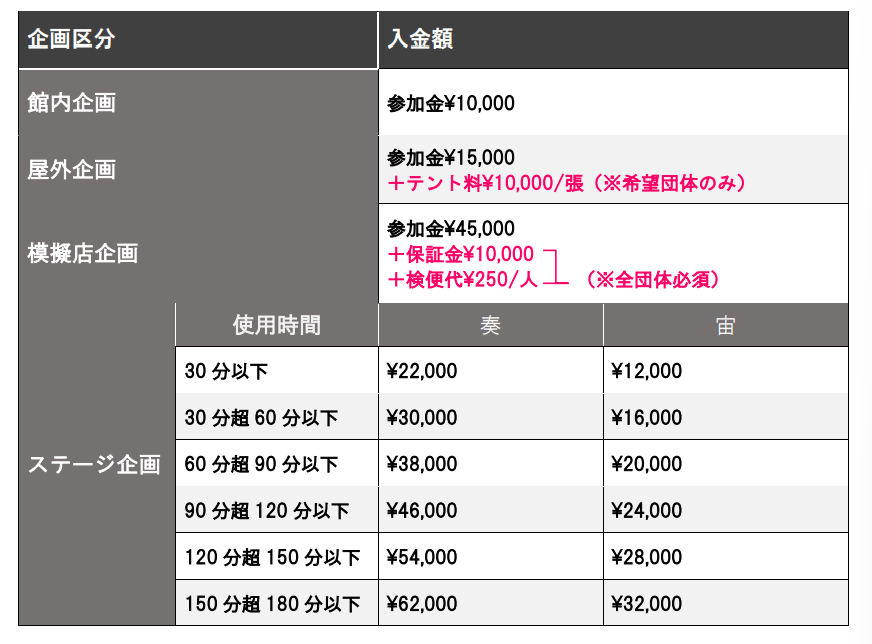 企画区分 入金額
館内企画 参加金¥10,000
屋外企画 参加金¥15,000
＋テント料¥10,000/張（※希望団体のみ）
模擬店企画 参加金¥45,000
＋保証金¥10,000
＋検便代¥250/人 （※全団体必須）
使用時間 奏 宙
ステージ企画
30 分以下 ¥22,000 ¥12,000
30 分超 60 分以下 ¥30,000 ¥16,000
60 分超 90 分以下 ¥38,000 ¥20,000
90 分超 120 分以下 ¥46,000 ¥24,000
120 分超 150 分以下 ¥54,000 ¥28,000
150 分超 180 分以下 ¥62,000 ¥32,000